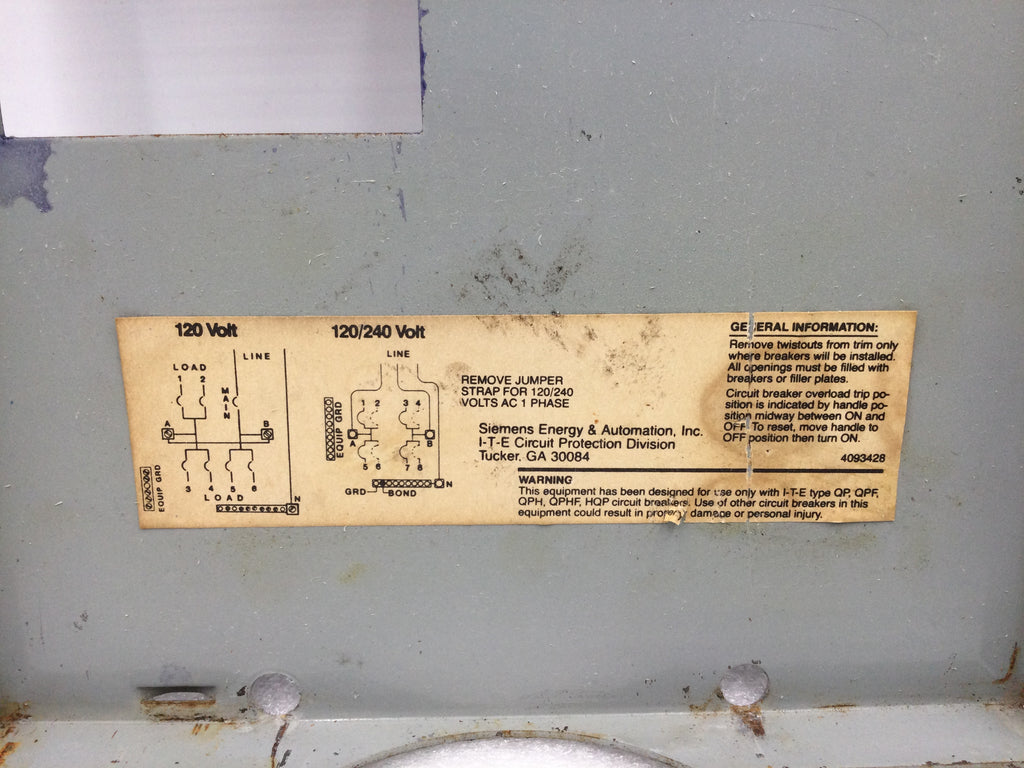 120 Volt
LINE
LOAD
1 2
MAIN
A B
3 4 5 6
LOAD
EQUIP GRD
N
120/240 Volt
LINE
1 2 3 4
EQUIP GRD
A B
5 6 7 8
N
GRD BOND
REMOVE JUMPER
STRAP FOR 120/240
VOLTS AC 1 PHASE
Siemens Energy & Automation, Inc.
I-T-E Circuit Protection Division
Tucker, GA 30084
GENERAL INFORMATION:
Remove twistouts from trim only
where breakers will be installed.
All openings must be filled with
breakers or filler plates.
Circuit breaker overload trip po-
sition is indicated by handle po-
sition midway between ON and
OFF. To reset, move handle to
OFF position then turn ON.
4093428
WARNING
This equipment has been designed for use only with I-T-E type QP, QPF,
QPH, QPHF, HQP circuit breakers. Use of other circuit breakers in this
equipment could result in property damage or personal injury.